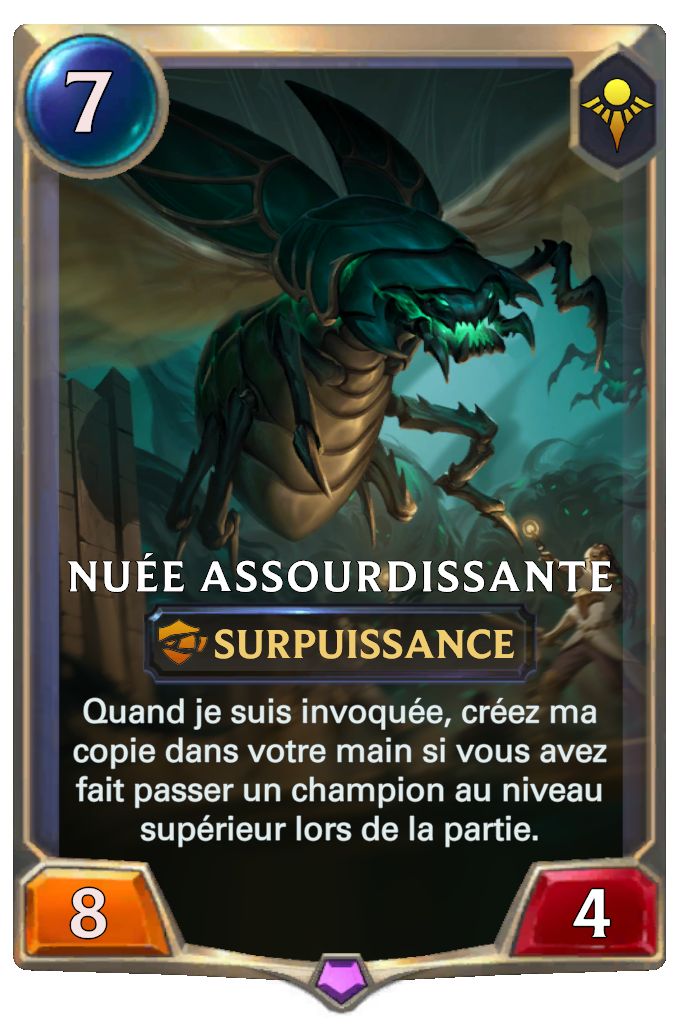 7
NUÉE ASSOURDISSANTE
SURPUISSANCE
Quand je suis invoquée, créez ma
copie dans votre main si vous avez
fait passer un champion au niveau
supérieur lors de la partie.
8
4